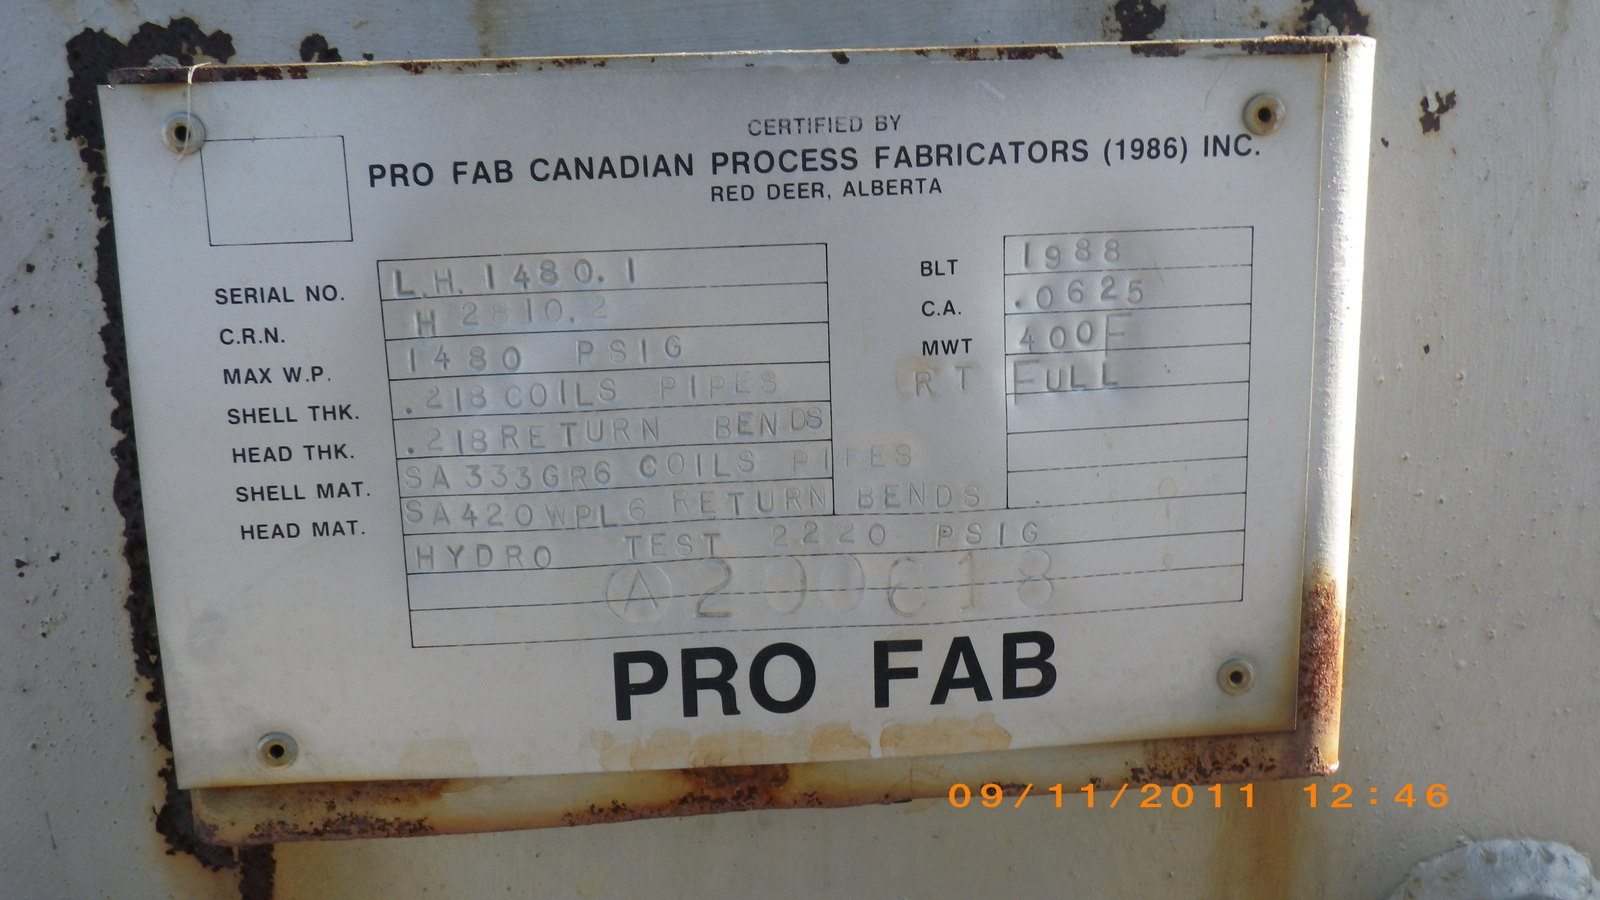 CERTIFIED BY
PRO FAB CANADIAN PROCESS FABRICATORS (1986) INC.
RED DEER, ALBERTA
SERIAL NO. L.H. 1480.1
C.R.N. H 2810.2
MAX W.P. 1480 PSIG
SHELL THK. .218 COILS PIPES
HEAD THK. .218 RETURN BENDS
SHELL MAT. SA333GR6 COILS PIPES
HEAD MAT. SA420WPL6 RETURN BENDS
HYDRO TEST 2220 PSIG
A 200618
BLT 1988
C.A. .0625
MWT 400F
RT FULL
PRO FAB
09/11/2011 12:46